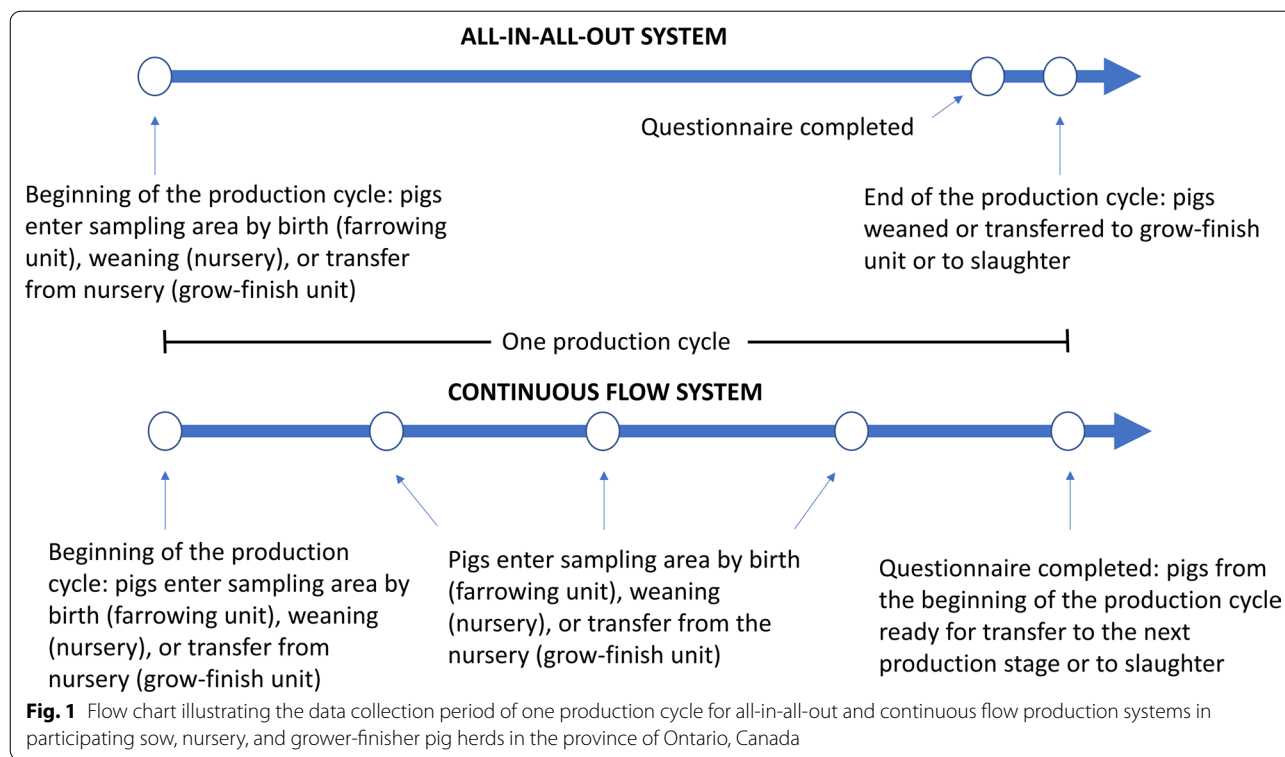 ALL-IN-ALL-OUT SYSTEM
Questionnaire completed
Beginning of the production cycle: pigs
enter sampling area by birth (farrowing
unit), weaning (nursery), or transfer
from nursery (grow-finish unit)
End of the production cycle: pigs
weaned or transferred to grow-finish
unit or to slaughter
One production cycle
CONTINUOUS FLOW SYSTEM
Beginning of the production
cycle: pigs enter sampling area by
birth (farrowing unit), weaning
(nursery), or transfer from
nursery (grow-finish unit)
Pigs enter sampling area by birth
(farrowing unit), weaning
(nursery), or transfer from the
nursery (grow-finish unit)
Questionnaire completed: pigs from
the beginning of the production cycle
ready for transfer to the next
production stage or to slaughter
Fig. 1 Flow chart illustrating the data collection period of one production cycle for all-in-all-out and continuous flow production systems in
participating sow, nursery, and grower-finisher pig herds in the province of Ontario, Canada